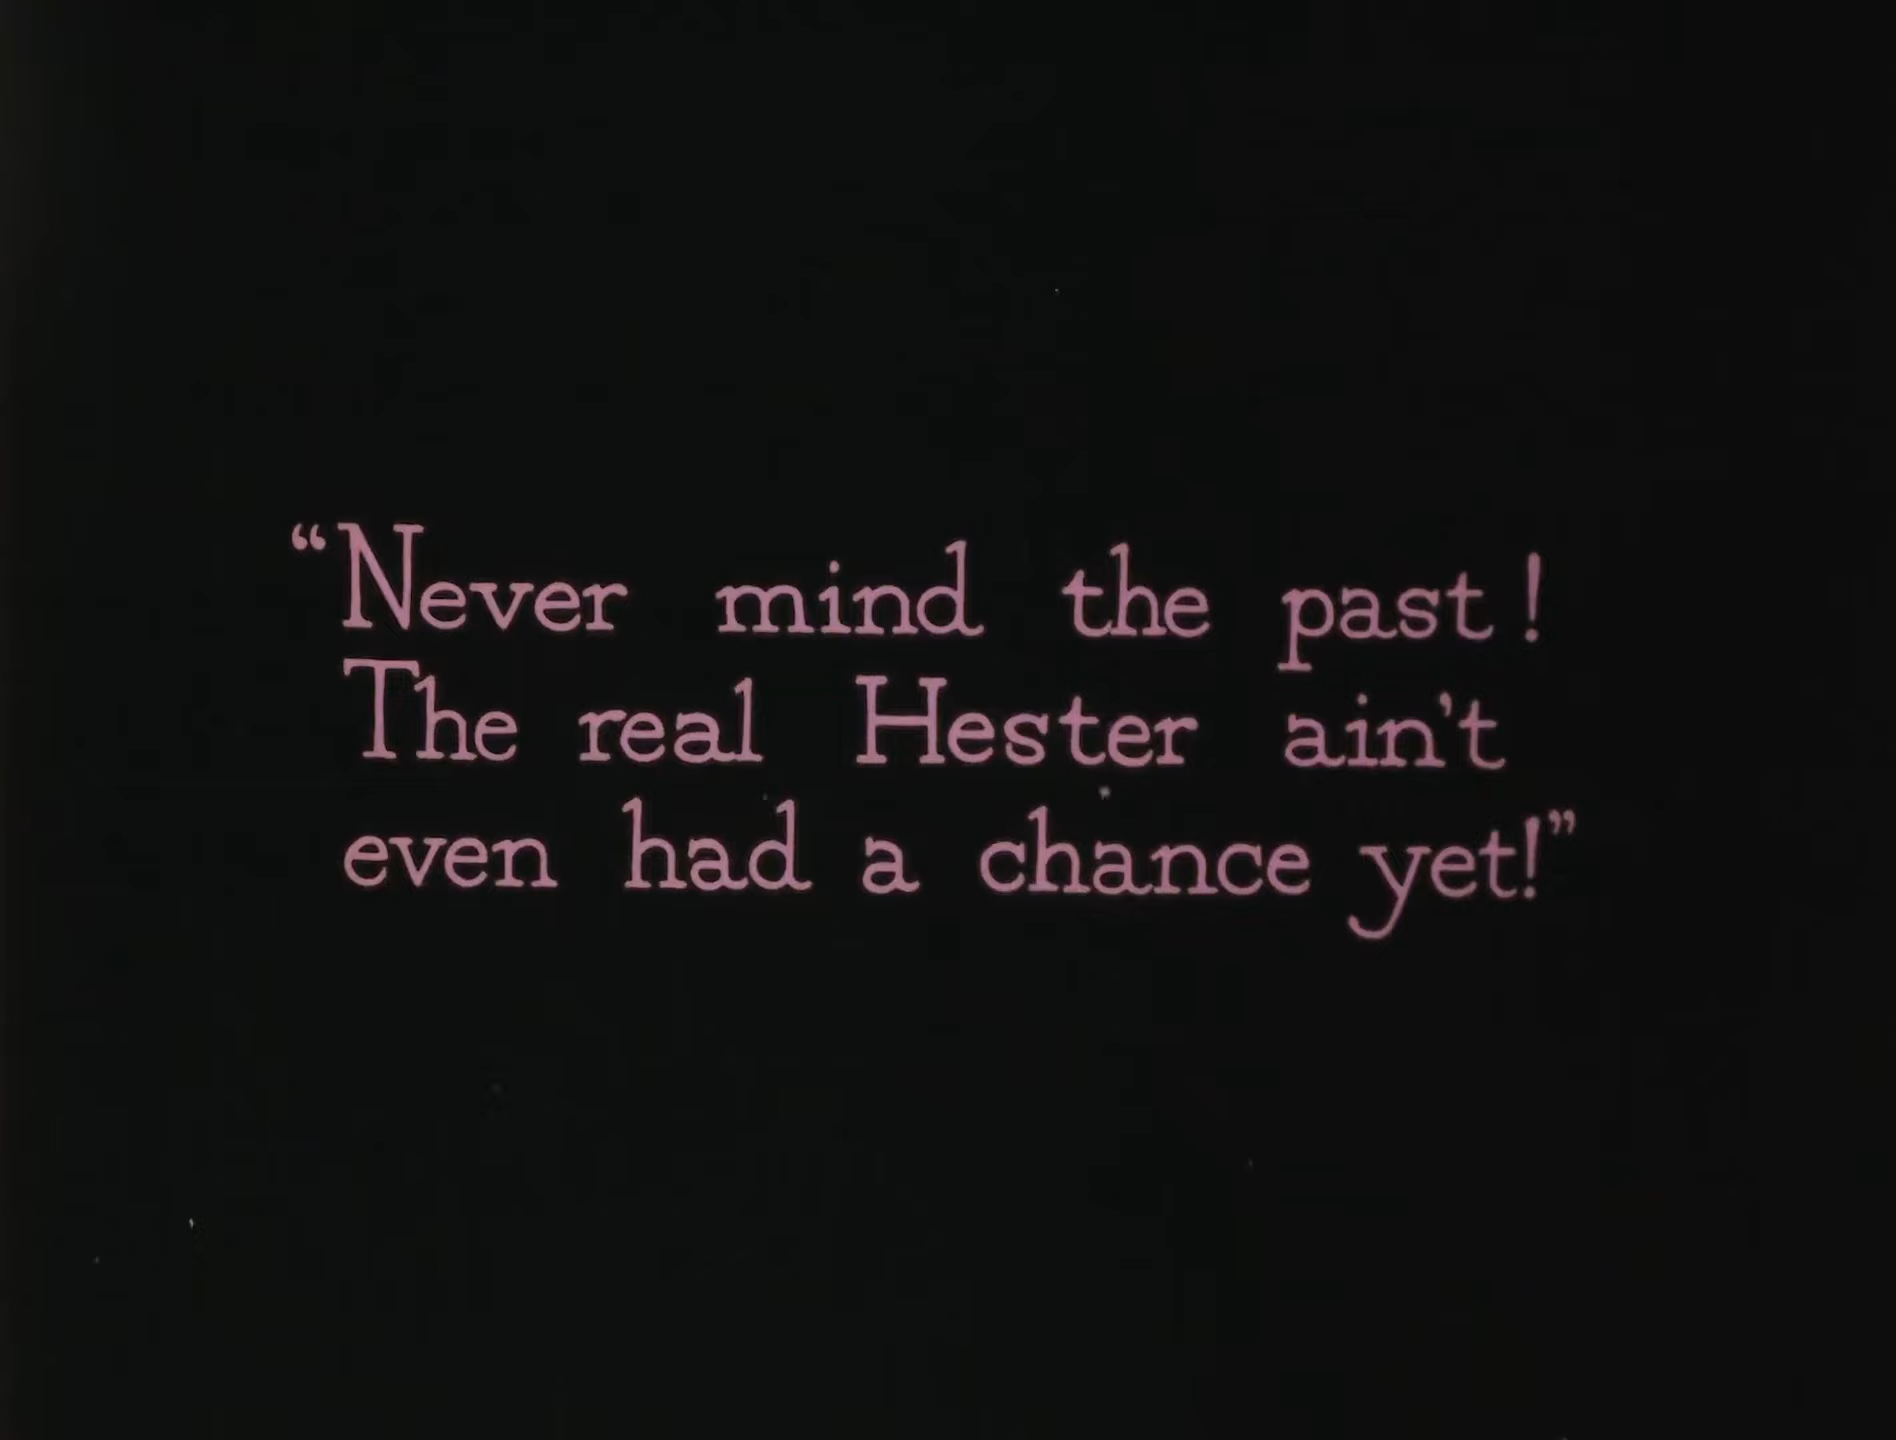 “Never mind the past!
The real Hester ain't
even had a chance yet!”